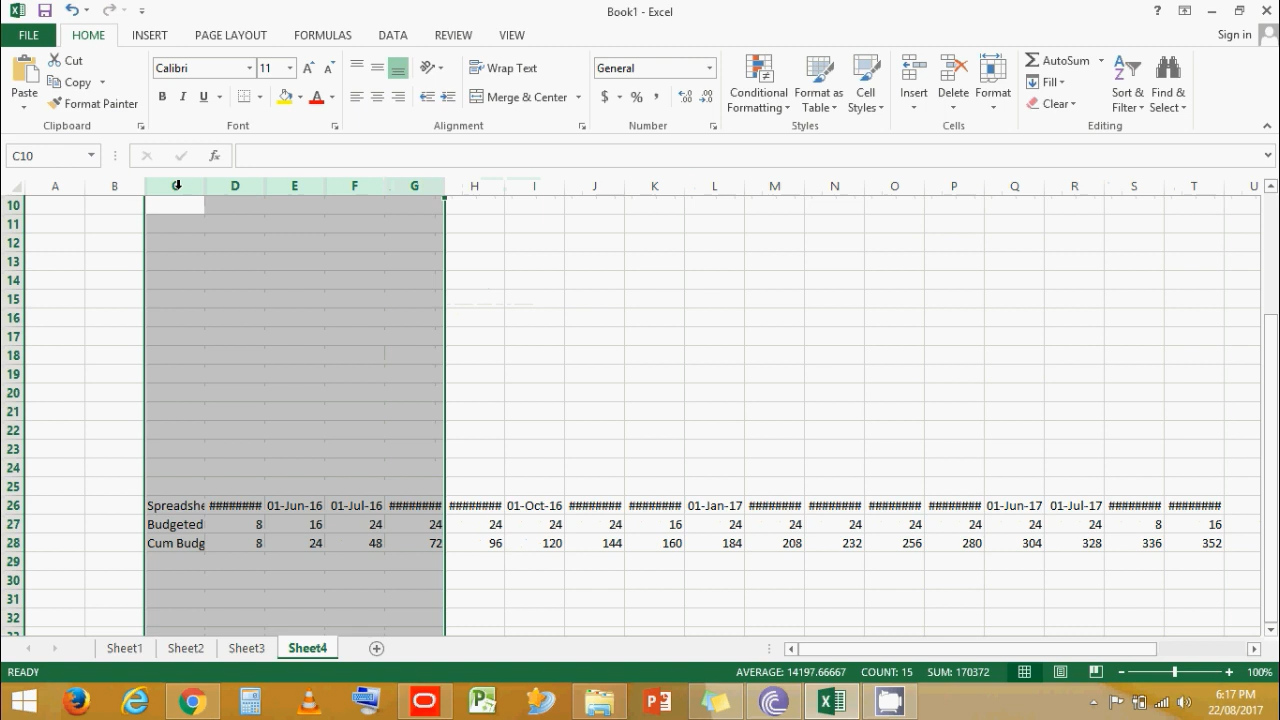 Book1 - Excel
?
FILE HOME INSERT PAGE LAYOUT FORMULAS DATA REVIEW VIEW Sign in
Paste
Cut
Copy
Format Painter
Clipboard
Calibri 11 A A
B I U A
Font
Wrap Text
Merge & Center
Alignment
General
$ % ,
Number
Conditional Formatting
Format as Table
Cell Styles
Styles
Insert Delete Format
Cells
AutoSum
Fill
Clear
Sort & Filter
Find & Select
Editing
C10 fx
A B C D E F G H I J K L M N O P Q R S T U
10
11
12
13
14
15
16
17
18
19
20
21
22
23
24
25
26 Spreadshe ######## 01-Jun-16 01-Jul-16 ######## ######## 01-Oct-16 ######## ######## 01-Jan-17 ######## ######## ######## ######## 01-Jun-17 01-Jul-17 ######## ########
27 Budgeted 8 16 24 24 24 24 24 16 24 24 24 24 24 24 24 8 16
28 Cum Budg 8 24 48 72 96 120 144 160 184 208 232 256 280 304 328 336 352
29
30
31
32
33
Sheet1 Sheet2 Sheet3 Sheet4
READY AVERAGE: 14197.66667 COUNT: 15 SUM: 170372 100%
6:17 PM
22/08/2017